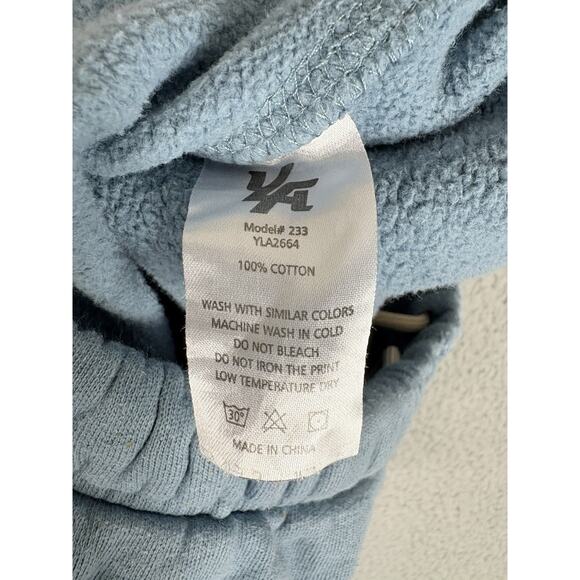 YLA
Model# 233
YLA2664
100% COTTON
WASH WITH SIMILAR COLORS
MACHINE WASH IN COLD
DO NOT BLEACH
DO NOT IRON THE PRINT
LOW TEMPERATURE DRY
30°
MADE IN CHINA